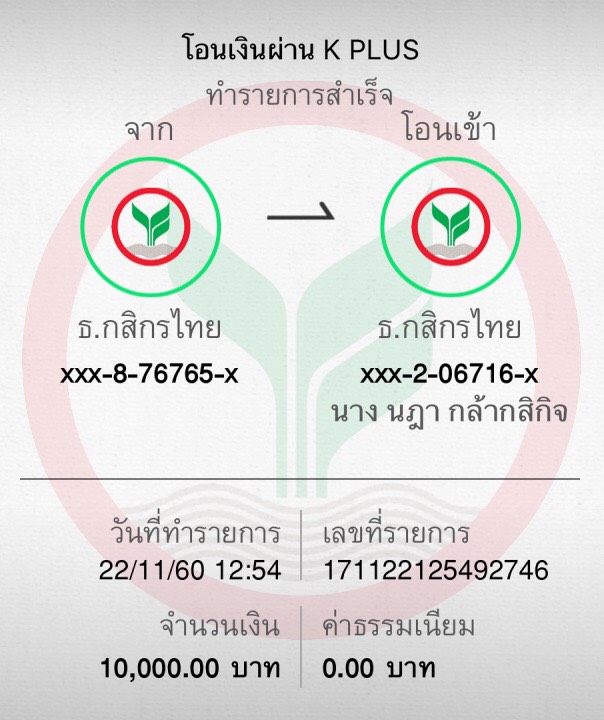 โอนเงินผ่าน K PLUS
ทำรายการสำเร็จ
จาก
โอนเข้า
ธ.กสิกรไทย
ธ.กสิกรไทย
xxx-8-76765-x
xxx-2-06716-x
นาง นฎา กล้ากสิกิจ
วันที่ทำรายการ
22/11/60 12:54
เลขที่รายการ
171122125492746
จำนวนเงิน
10,000.00 บาท
ค่าธรรมเนียม
0.00 บาท